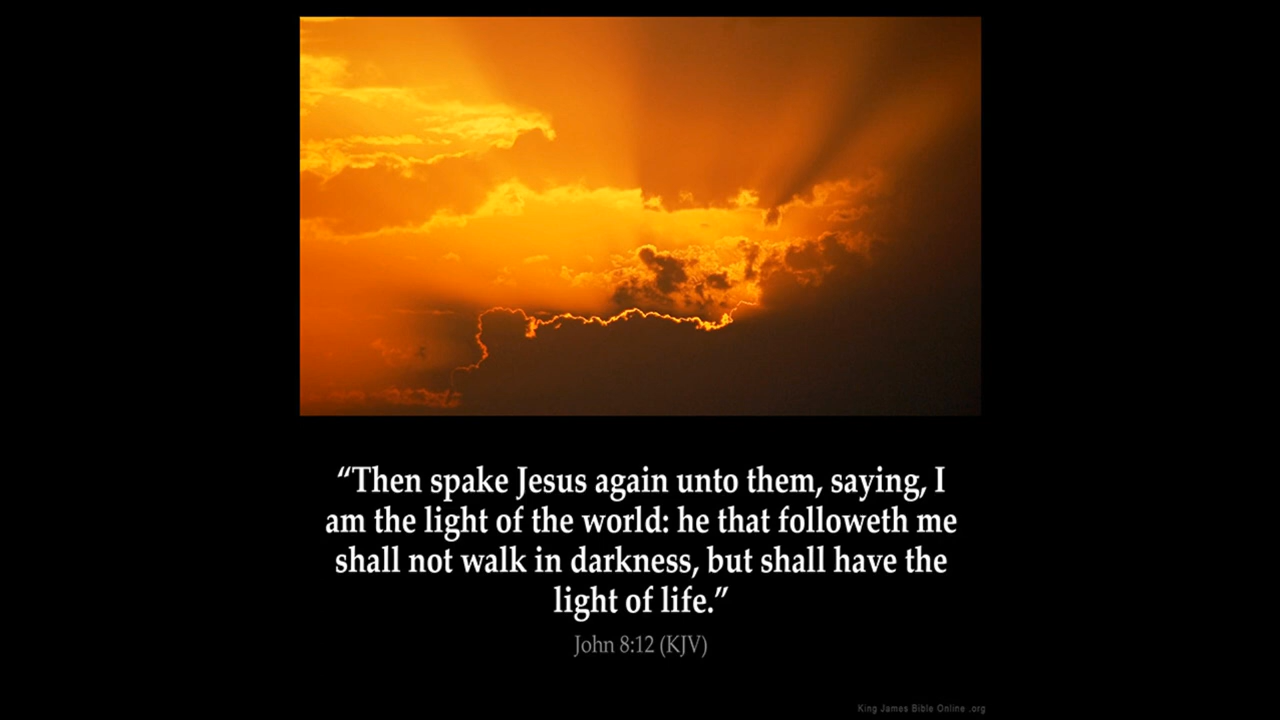 “Then spake Jesus again unto them, saying, I
am the light of the world: he that followeth me
shall not walk in darkness, but shall have the
light of life.”
John 8:12 (KJV)
King James Bible Online .org